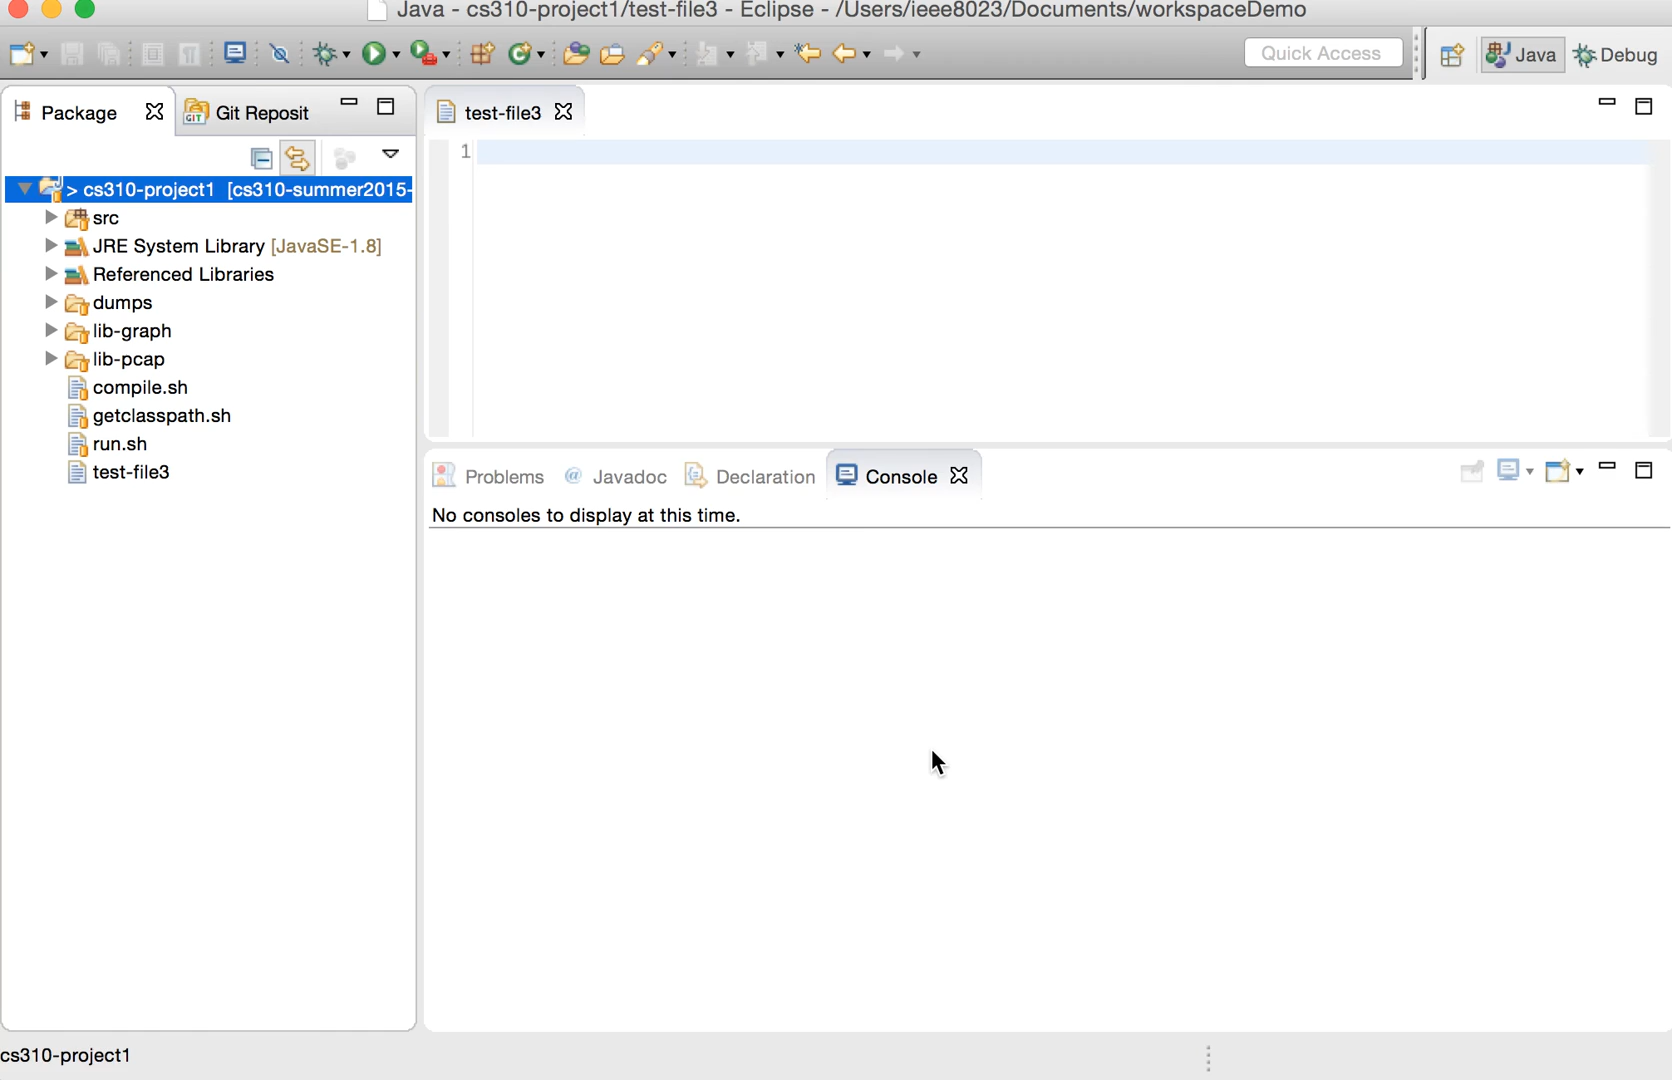 Java - cs310-project1/test-file3 - Eclipse - /Users/ieee8023/Documents/workspaceDemo
Quick Access
Java
Debug
Package
GIT
Git Reposit
test-file3
1
> cs310-project1 [cs310-summer2015-
src
JRE System Library [JavaSE-1.8]
Referenced Libraries
dumps
lib-graph
lib-pcap
compile.sh
getclasspath.sh
run.sh
test-file3
Problems
@ Javadoc
Declaration
Console
No consoles to display at this time.
cs310-project1